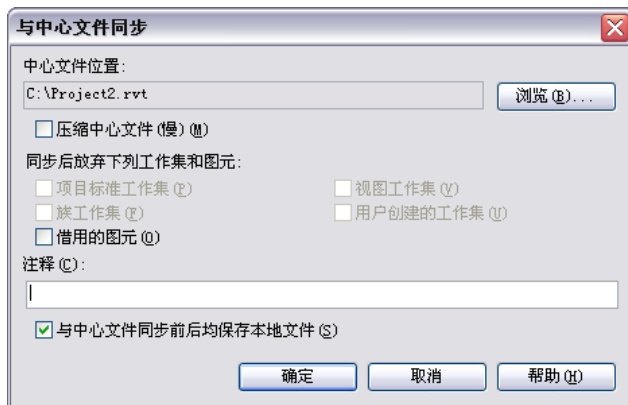 与中心文件同步
中心文件位置:
C:\Project2.rvt
浏览(B)...
压缩中心文件(慢)(M)
同步后放弃下列工作集和图元:
项目标准工作集(P) 视图工作集(V)
族工作集(F) 用户创建的工作集(U)
借用的图元(O)
注释(C):
与中心文件同步前后均保存本地文件(S)
确定 取消 帮助(H)